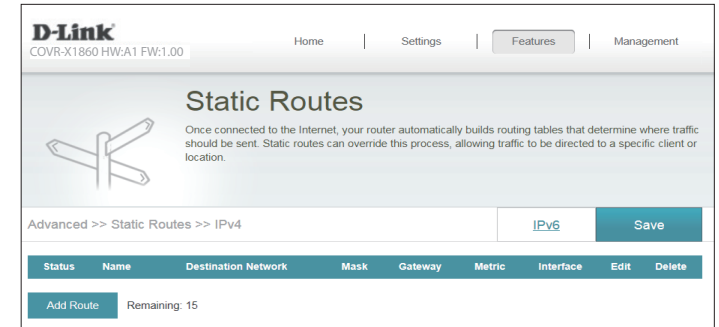 D-Link
COVR-X1860 HW:A1 FW:1.00
Home | Settings | Features | Management
Static Routes
Once connected to the Internet, your router automatically builds routing tables that determine where traffic
should be sent. Static routes can override this process, allowing traffic to be directed to a specific client or
location.
Advanced >> Static Routes >> IPv4
IPv6
Save
Status Name Destination Network Mask Gateway Metric Interface Edit Delete
Add Route Remaining: 15